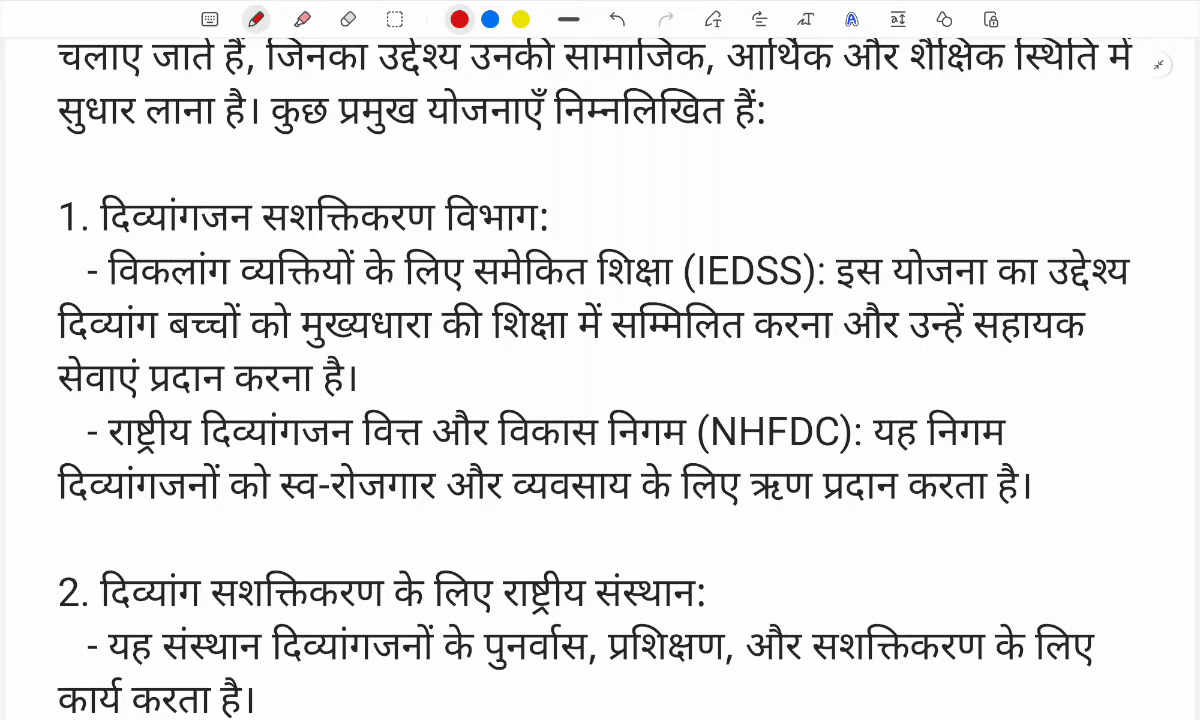 चलाए जाते हैं, जिनका उद्देश्य उनकी सामाजिक, आर्थिक और शैक्षिक स्थिति में
सुधार लाना है। कुछ प्रमुख योजनाएँ निम्नलिखित हैं:
1. दिव्यांगजन सशक्तिकरण विभाग:
- विकलांग व्यक्तियों के लिए समेकित शिक्षा (IEDSS): इस योजना का उद्देश्य
दिव्यांग बच्चों को मुख्यधारा की शिक्षा में सम्मिलित करना और उन्हें सहायक
सेवाएं प्रदान करना है।
- राष्ट्रीय दिव्यांगजन वित्त और विकास निगम (NHFDC): यह निगम
दिव्यांगजनों को स्व-रोजगार और व्यवसाय के लिए ऋण प्रदान करता है।
2. दिव्यांग सशक्तिकरण के लिए राष्ट्रीय संस्थान:
- यह संस्थान दिव्यांगजनों के पुनर्वास, प्रशिक्षण, और सशक्तिकरण के लिए
कार्य करता है।